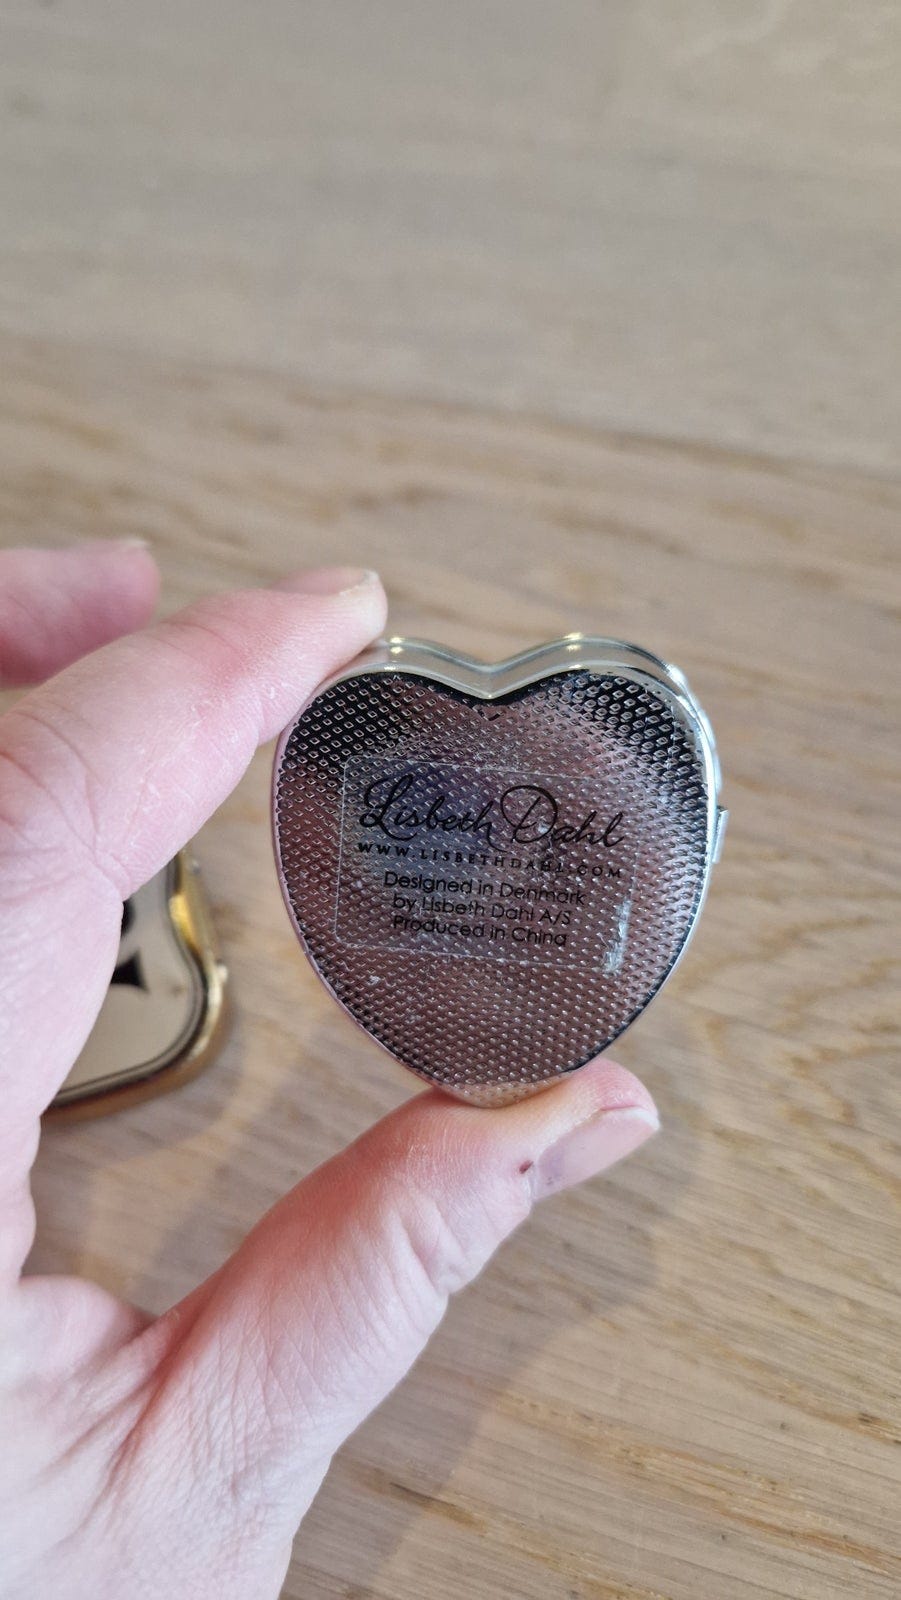 Lisbeth Dahl
WWW.LISBETHDAHL.COM
Designed in Denmark
by Lisbeth Dahl A/S
Produced in China